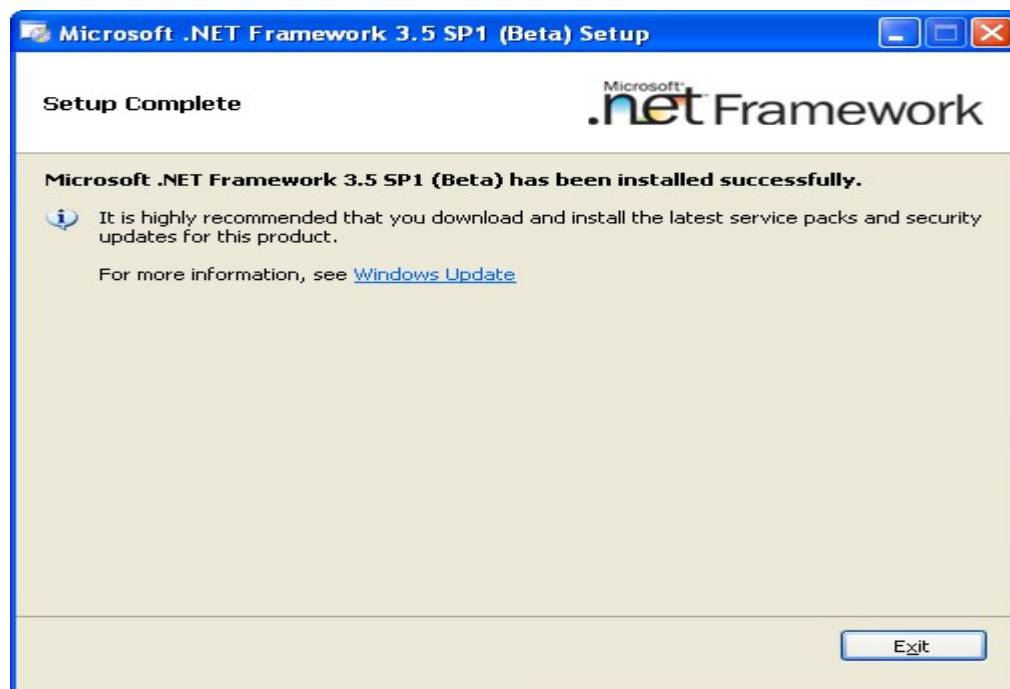 Microsoft .NET Framework 3.5 SP1 (Beta) Setup
Setup Complete
Microsoft
.net Framework
Microsoft .NET Framework 3.5 SP1 (Beta) has been installed successfully.
It is highly recommended that you download and install the latest service packs and security
updates for this product.
For more information, see Windows Update
Exit